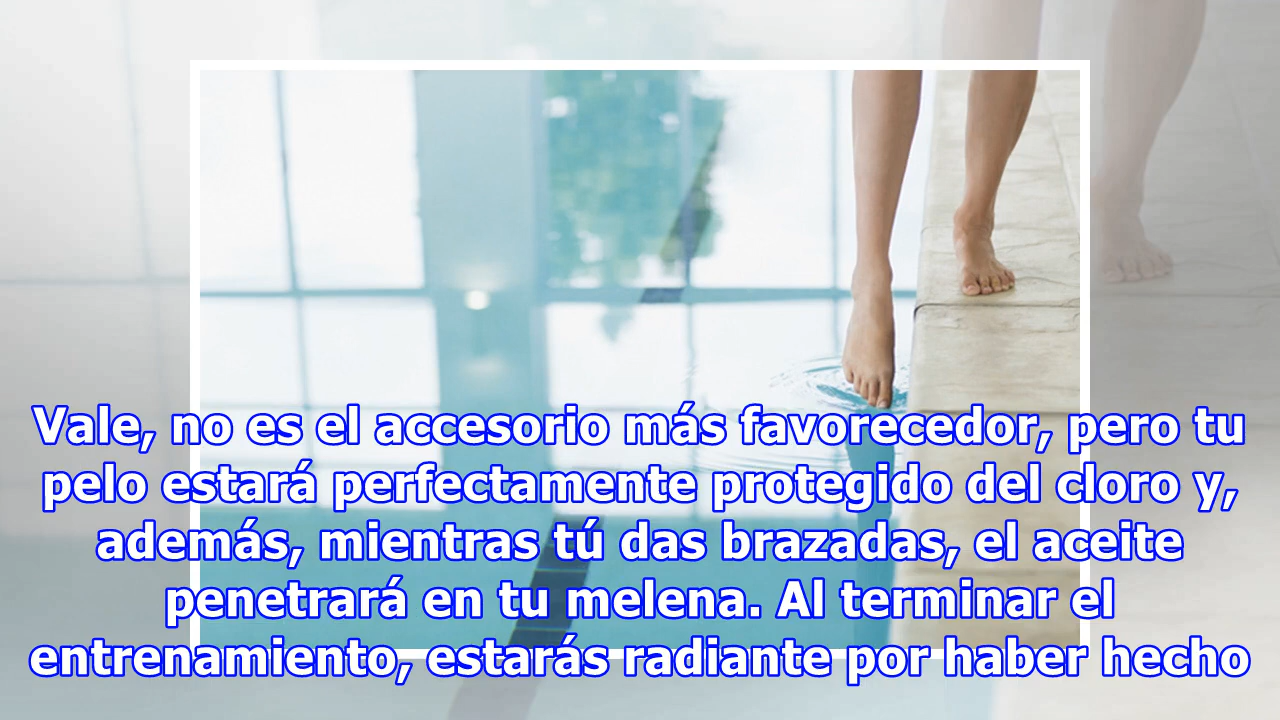 Vale, no es el accesorio más favorecedor, pero tu
pelo estará perfectamente protegido del cloro y,
además, mientras tú das brazadas, el aceite
penetrará en tu melena. Al terminar el
entrenamiento, estarás radiante por haber hecho